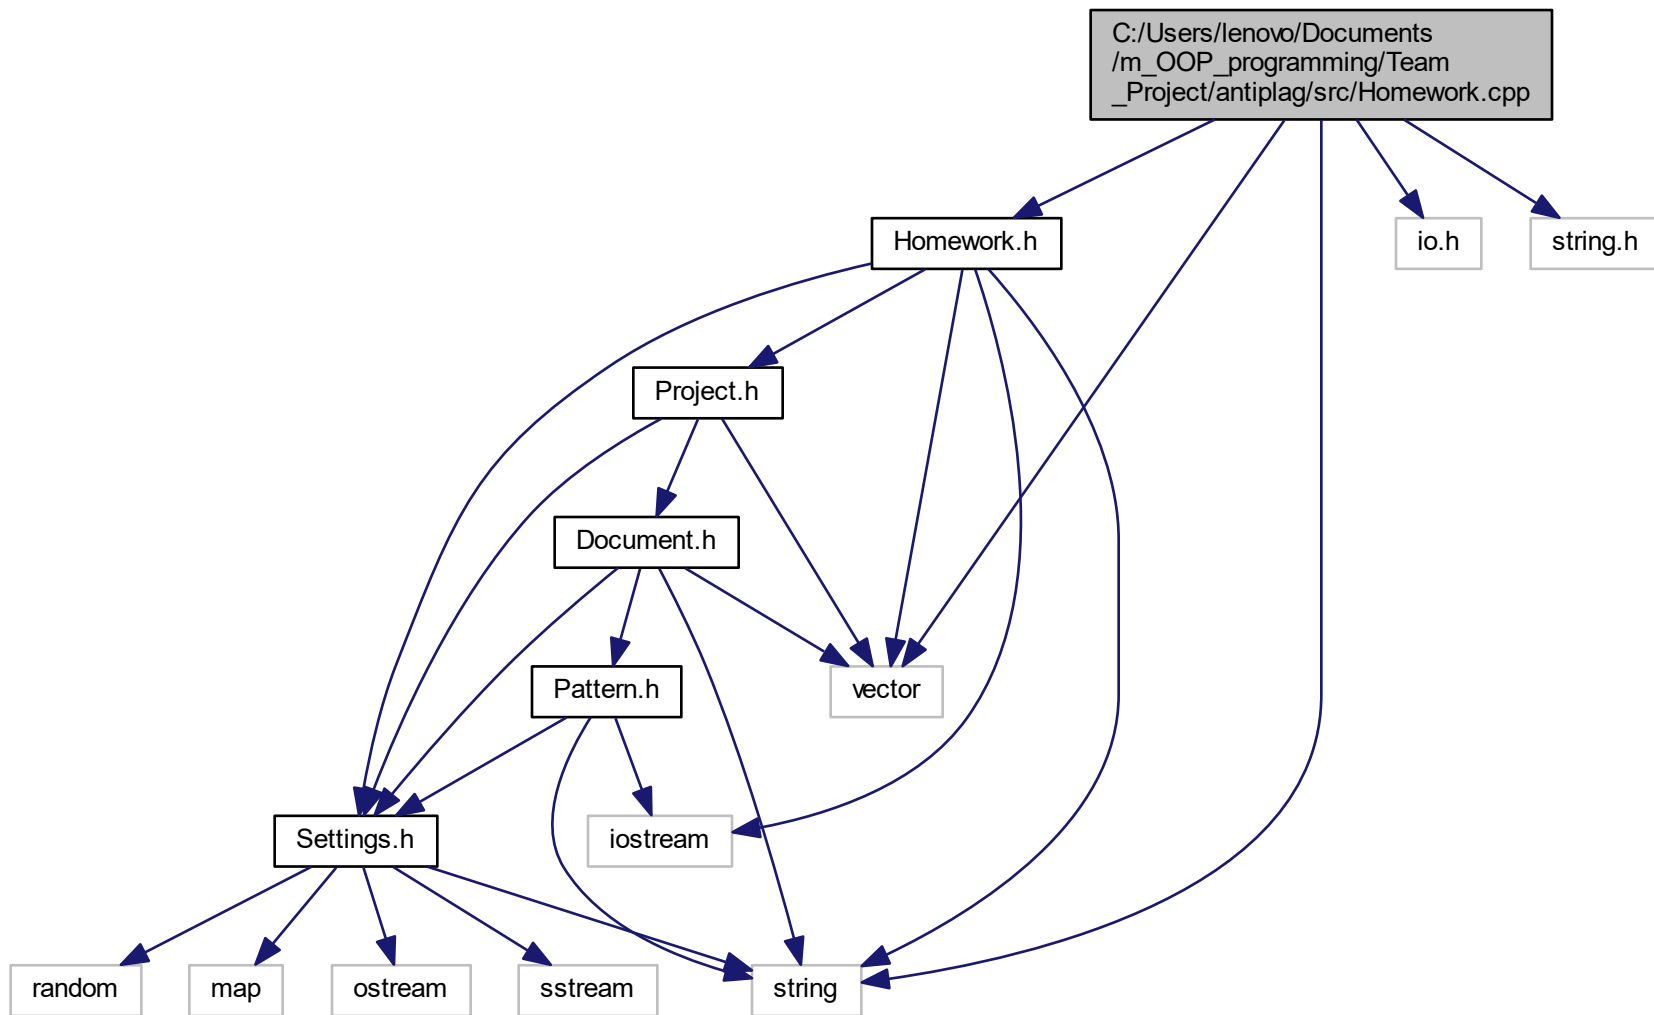 C:/Users/lenovo/Documents
/m_OOP_programming/Team
_Project/antiplag/src/Homework.cpp
Homework.h
io.h
string.h
Project.h
Document.h
Pattern.h
vector
Settings.h
iostream
random
map
ostream
sstream
string